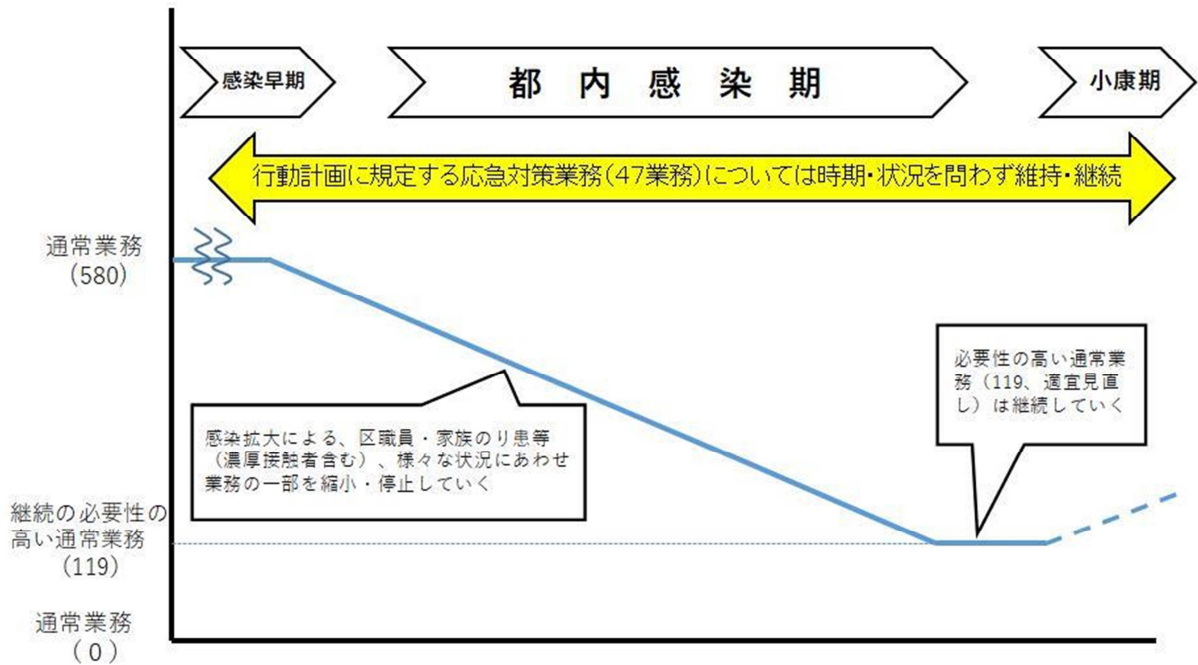 感染早期
都内感染期
小康期
行動計画に規定する応急対策業務(47業務)については時期・状況を問わず維持・継続
通常業務
(580)
必要性の高い通常業
務(119、適宜見直
し)は継続していく
感染拡大による、区職員・家族のり患等
(濃厚接触者含む)、様々な状況にあわせ
業務の一部を縮小・停止していく
継続の必要性の
高い通常業務
(119)
通常業務
(0)